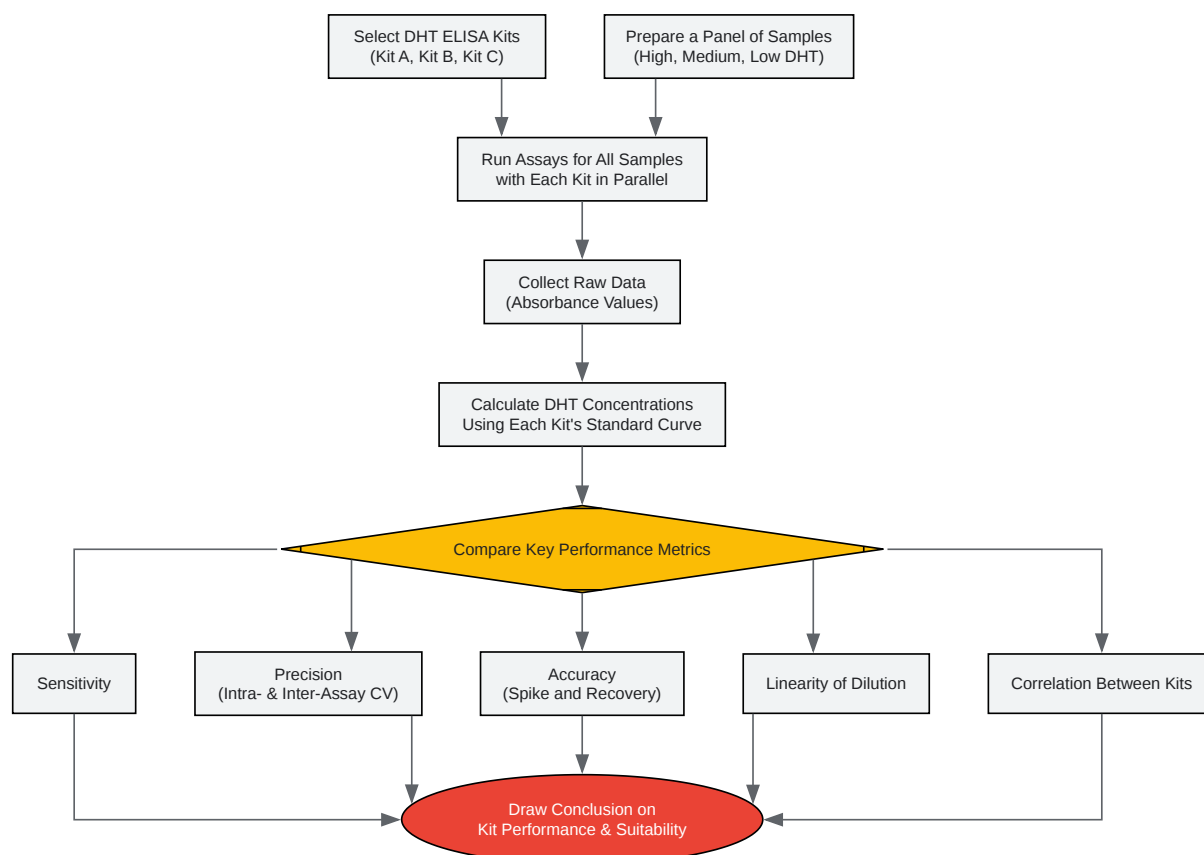 Select DHT ELISA Kits
(Kit A, Kit B, Kit C)
Prepare a Panel of Samples
(High, Medium, Low DHT)
Run Assays for All Samples
with Each Kit in Parallel
Collect Raw Data
(Absorbance Values)
Calculate DHT Concentrations
Using Each Kit's Standard Curve
Compare Key Performance Metrics
Sensitivity
Precision
(Intra- & Inter-Assay CV)
Accuracy
(Spike and Recovery)
Linearity of Dilution
Correlation Between Kits
Draw Conclusion on
Kit Performance & Suitability